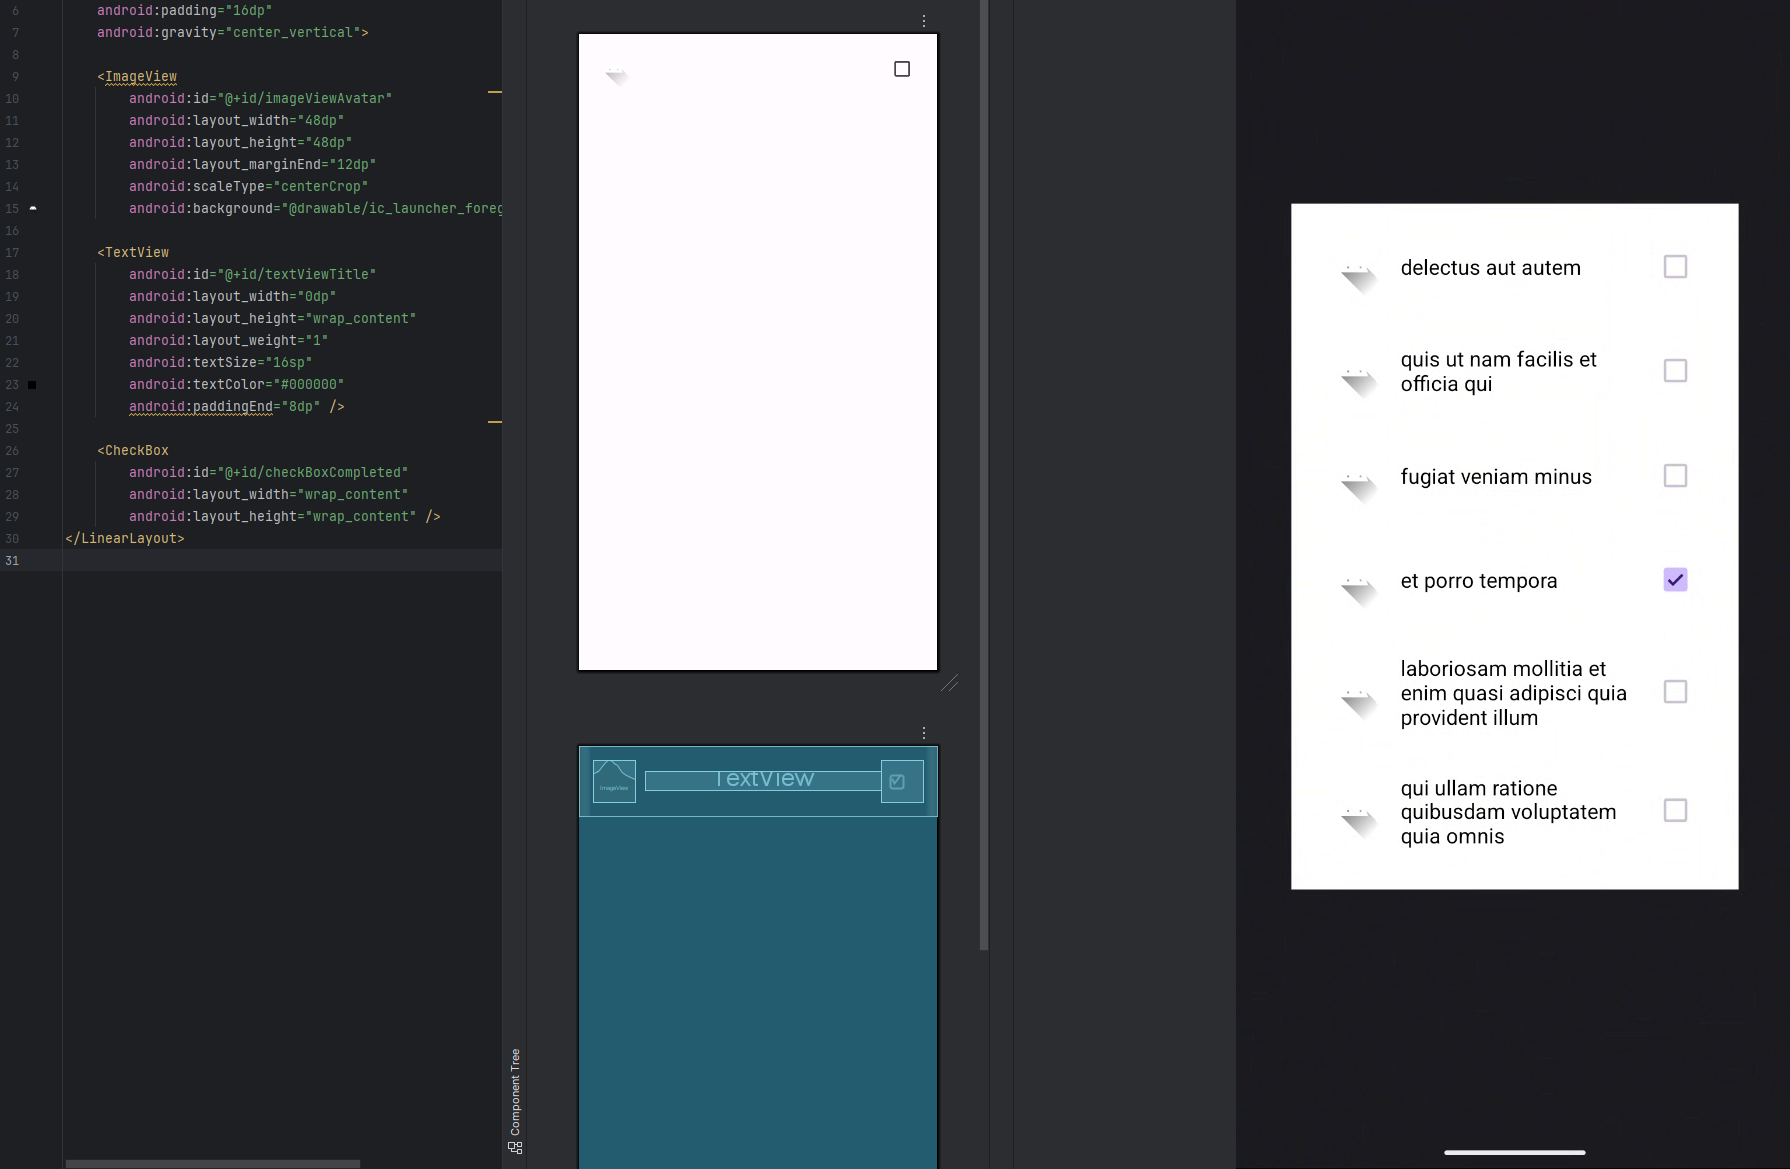 6 android:padding="16dp"
7 android:gravity="center_vertical">
8
9 <ImageView
10 android:id="@+id/imageViewAvatar"
11 android:layout_width="48dp"
12 android:layout_height="48dp"
13 android:layout_marginEnd="12dp"
14 android:scaleType="centerCrop"
15 android:background="@drawable/ic_launcher_foreg
16
17 <TextView
18 android:id="@+id/textViewTitle"
19 android:layout_width="0dp"
20 android:layout_height="wrap_content"
21 android:layout_weight="1"
22 android:textSize="16sp"
23 android:textColor="#000000"
24 android:paddingEnd="8dp" />
25
26 <CheckBox
27 android:id="@+id/checkBoxCompleted"
28 android:layout_width="wrap_content"
29 android:layout_height="wrap_content" />
30 </LinearLayout>
31
Component Tree
ImageView
TextView
delectus aut autem
quis ut nam facilis et
officia qui
fugiat veniam minus
et porro tempora
laboriosam mollitia et
enim quasi adipisci quia
provident illum
qui ullam ratione
quibusdam voluptatem
quia omnis